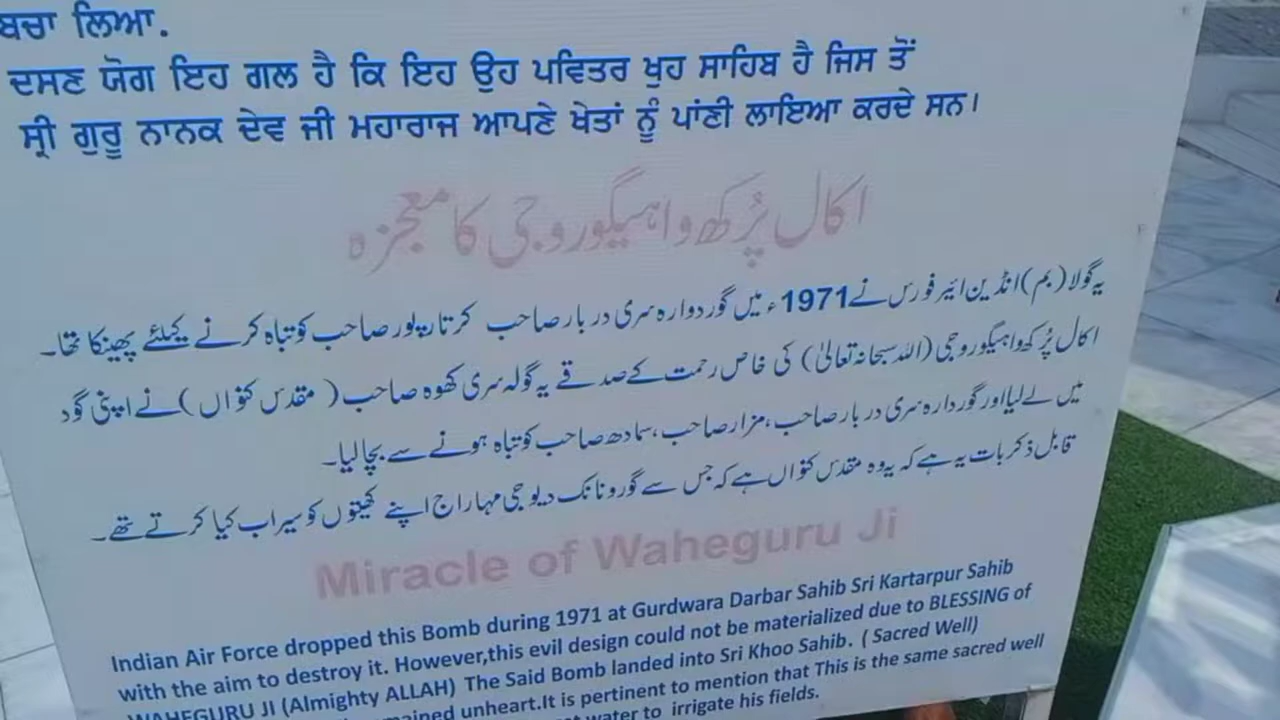 ਬਚਾ ਲਿਆ.
ਦਸਣ ਯੋਗ ਇਹ ਗਲ ਹੈ ਕਿ ਇਹ ਉਹ ਪਵਿਤਰ ਖੂਹ ਸਾਹਿਬ ਹੈ ਜਿਸ ਤੋਂ
ਸ੍ਰੀ ਗੁਰੂ ਨਾਨਕ ਦੇਵ ਜੀ ਮਹਾਰਾਜ ਆਪਣੇ ਖੇਤਾਂ ਨੂੰ ਪਾਂਣੀ ਲਾਇਆ ਕਰਦੇ ਸਨ।
اکال پُرکھ واہیگورو جی کا معجزہ
یہ گولا (بم) انڈین ائیر فورس نے 1971ء میں گوردوارہ سری دربار صاحب کرتارپور صاحب کو تباہ کرنے کیلئے پھینکا تھا۔
اکال پُرکھ واہیگورو جی (اللہ سبحانہ تعالیٰ) کی خاص رحمت کے صدقے یہ گولہ سری کھوہ صاحب (مقدس کنواں) نے اپنی گود
میں لے لیا اور گوردارہ سری دربار صاحب، مزار صاحب، سمادھ صاحب کو تباہ ہونے سے بچا لیا۔
قابل ذکر بات یہ ہے کہ یہ وہ مقدس کنواں ہے کہ جس سے گورونانک دیو جی مہاراج اپنے کھیتوں کو سیراب کیا کرتے تھے۔
Miracle of Waheguru Ji
Indian Air Force dropped this Bomb during 1971 at Gurdwara Darbar Sahib Sri Kartarpur Sahib
with the aim to destroy it. However,this evil design could not be materialized due to BLESSING of
WAHEGURU JI (Almighty ALLAH) The Said Bomb landed into Sri Khoo Sahib. ( Sacred Well)
unheart.It is pertinent to mention that This is the same sacred well
water to irrigate his fields.